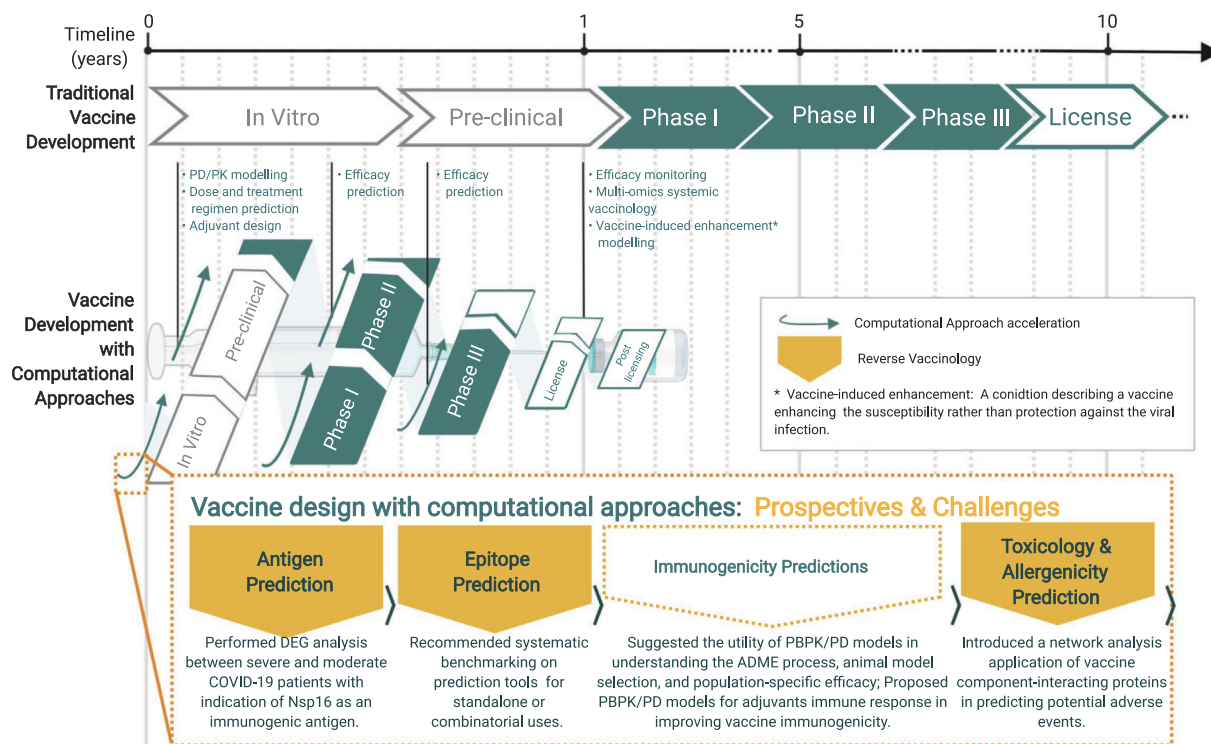 0
1
5
10
Timeline
(years)
Traditional
Vaccine
Development
In Vitro
Pre-clinical
Phase I
Phase II
Phase III
License
• PD/PK modelling
• Dose and treatment
regimen prediction
• Adjuvant design
• Efficacy
prediction
• Efficacy
prediction
• Efficacy monitoring
• Multi-omics systemic
vaccinology
• Vaccine-induced enhancement*
modelling
Vaccine
Development
with
Computational
Approaches
In Vitro
Pre-clinical
Phase I
Phase II
Phase III
License
Post
licensing
Computational Approach acceleration
Reverse Vaccinology
* Vaccine-induced enhancement: A conidtion describing a vaccine
enhancing the susceptibility rather than protection against the viral
infection.
Vaccine design with computational approaches: Prospectives & Challenges
Antigen
Prediction
Performed DEG analysis
between severe and moderate
COVID-19 patients with
indication of Nsp16 as an
immunogenic antigen.
Epitope
Prediction
Recommended systematic
benchmarking on
prediction tools for
standalone or
combinatorial uses.
Immunogenicity Predictions
Suggested the utility of PBPK/PD models in
understanding the ADME process, animal model
selection, and population-specific efficacy; Proposed
PBPK/PD models for adjuvants immune response in
improving vaccine immunogenicity.
Toxicology &
Allergenicity
Prediction
Introduced a network analysis
application of vaccine
component-interacting proteins
in predicting potential adverse
events.